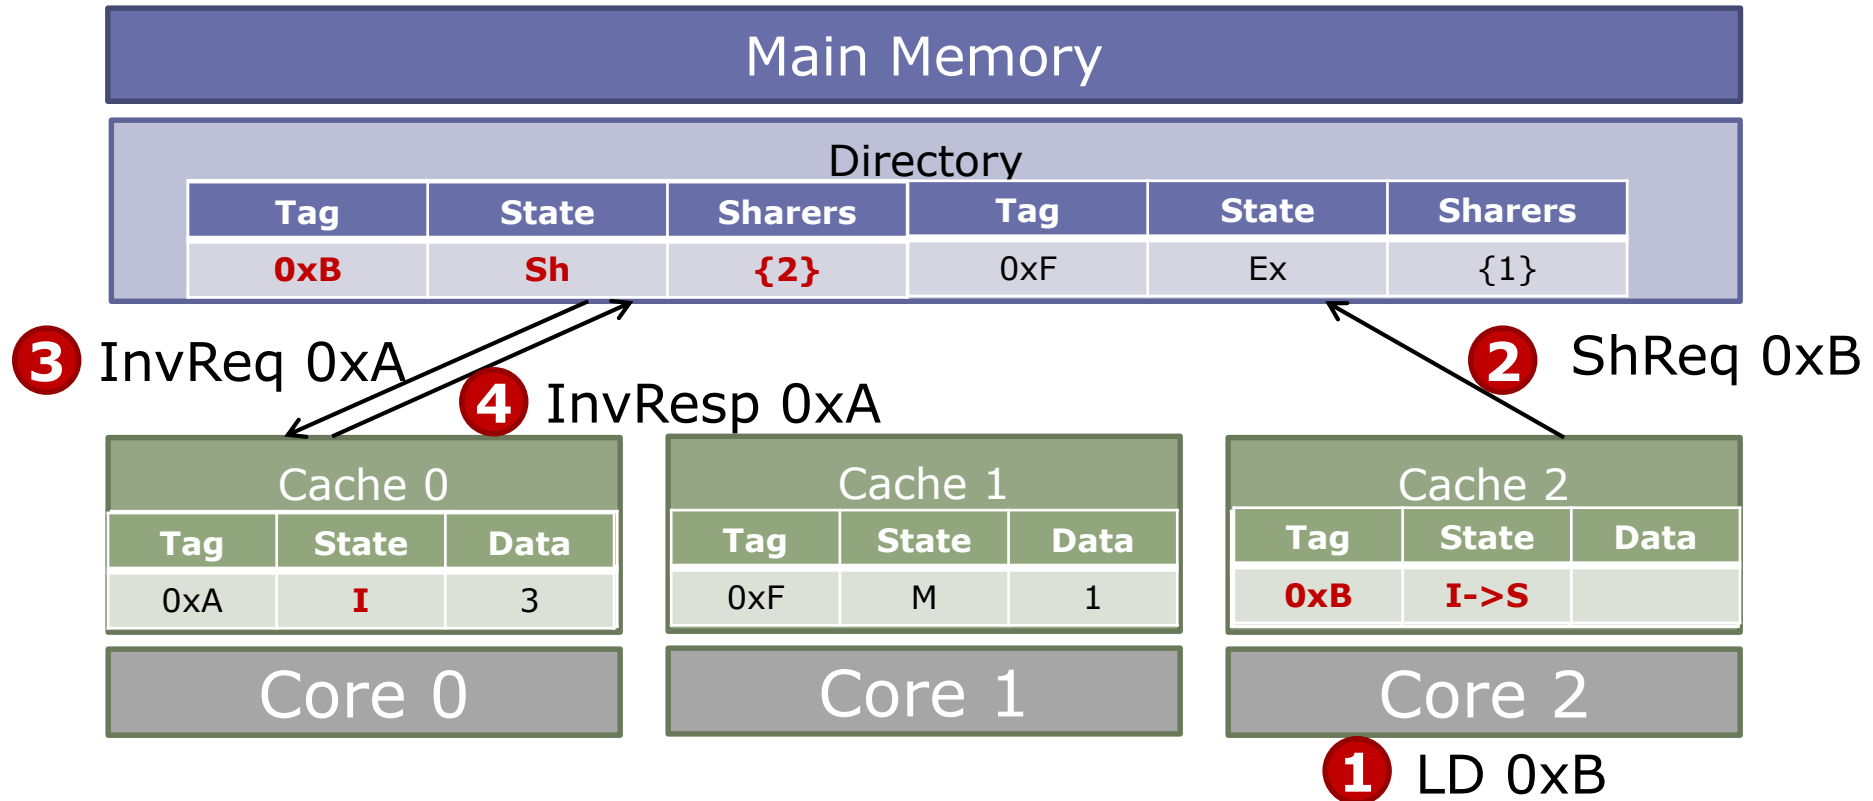 Main Memory
Directory
Tag State Sharers Tag State Sharers
0xB Sh {2} 0xF Ex {1}
3 InvReq 0xA
2 ShReq 0xB
4 InvResp 0xA
Cache 0
Tag State Data
0xA I 3
Core 0
Cache 1
Tag State Data
0xF M 1
Core 1
Cache 2
Tag State Data
0xB I->S
Core 2
1 LD 0xB